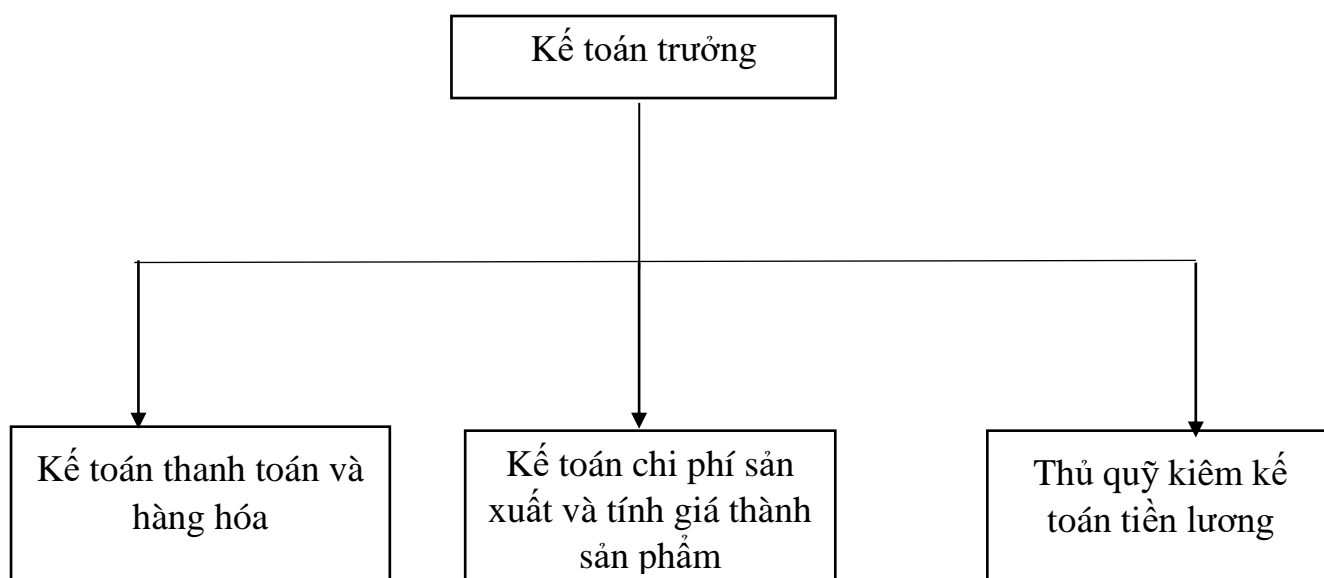 Kế toán trưởng
Kế toán thanh toán và
hàng hóa
Kế toán chi phí sản
xuất và tính giá thành
sản phẩm
Thủ quỹ kiêm kế
toán tiền lương